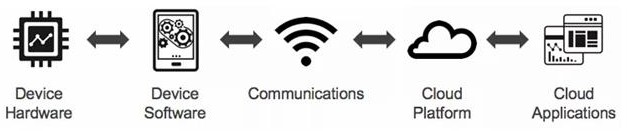 Device
Hardware
Device
Software
Communications
Cloud
Platform
Cloud
Applications